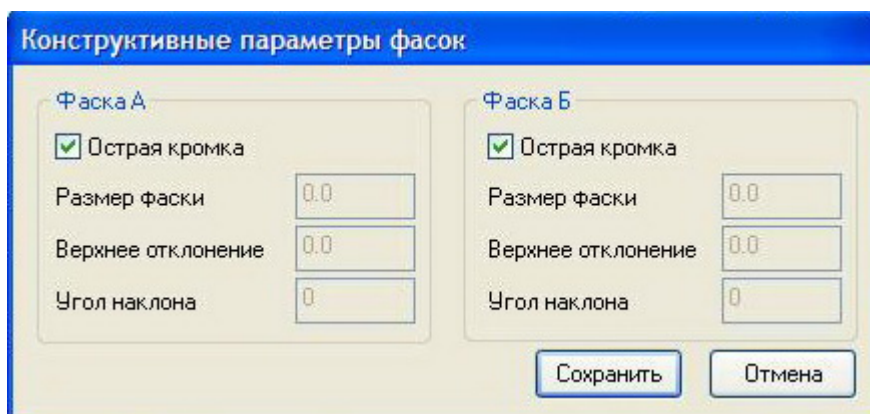 Конструктивные параметры фасок
Фаска А
Острая кромка
Размер фаски 0.0
Верхнее отклонение 0.0
Угол наклона 0
Фаска Б
Острая кромка
Размер фаски 0.0
Верхнее отклонение 0.0
Угол наклона 0
Сохранить Отмена